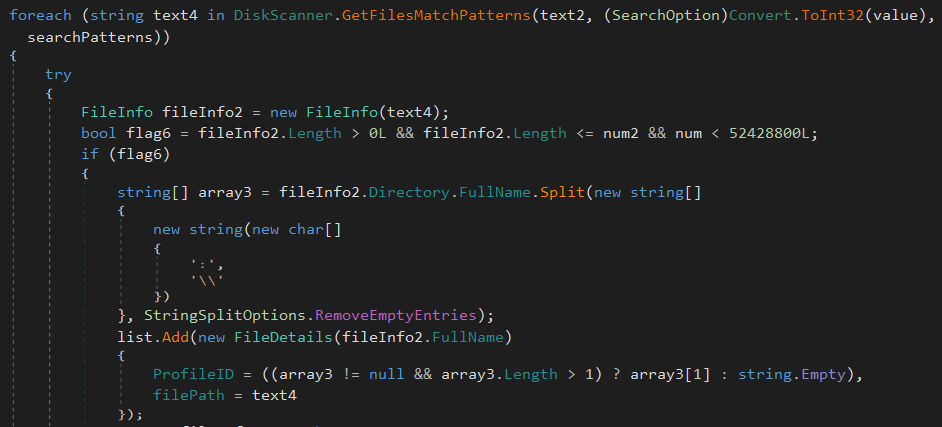 foreach (string text4 in DiskScanner.GetFilesMatchPatterns(text2, (SearchOption)Convert.ToInt32(value),
searchPatterns))
{
try
{
FileInfo fileInfo2 = new FileInfo(text4);
bool flag6 = fileInfo2.Length > 0L && fileInfo2.Length <= num2 && num < 52428800L;
if (flag6)
{
string[] array3 = fileInfo2.Directory.FullName.Split(new string[]
{
new string(new char[]
{
':',
'\\'
})
}, StringSplitOptions.RemoveEmptyEntries);
list.Add(new FileDetails(fileInfo2.FullName)
{
ProfileID = ((array3 != null && array3.Length > 1) ? array3[1] : string.Empty),
filePath = text4
});